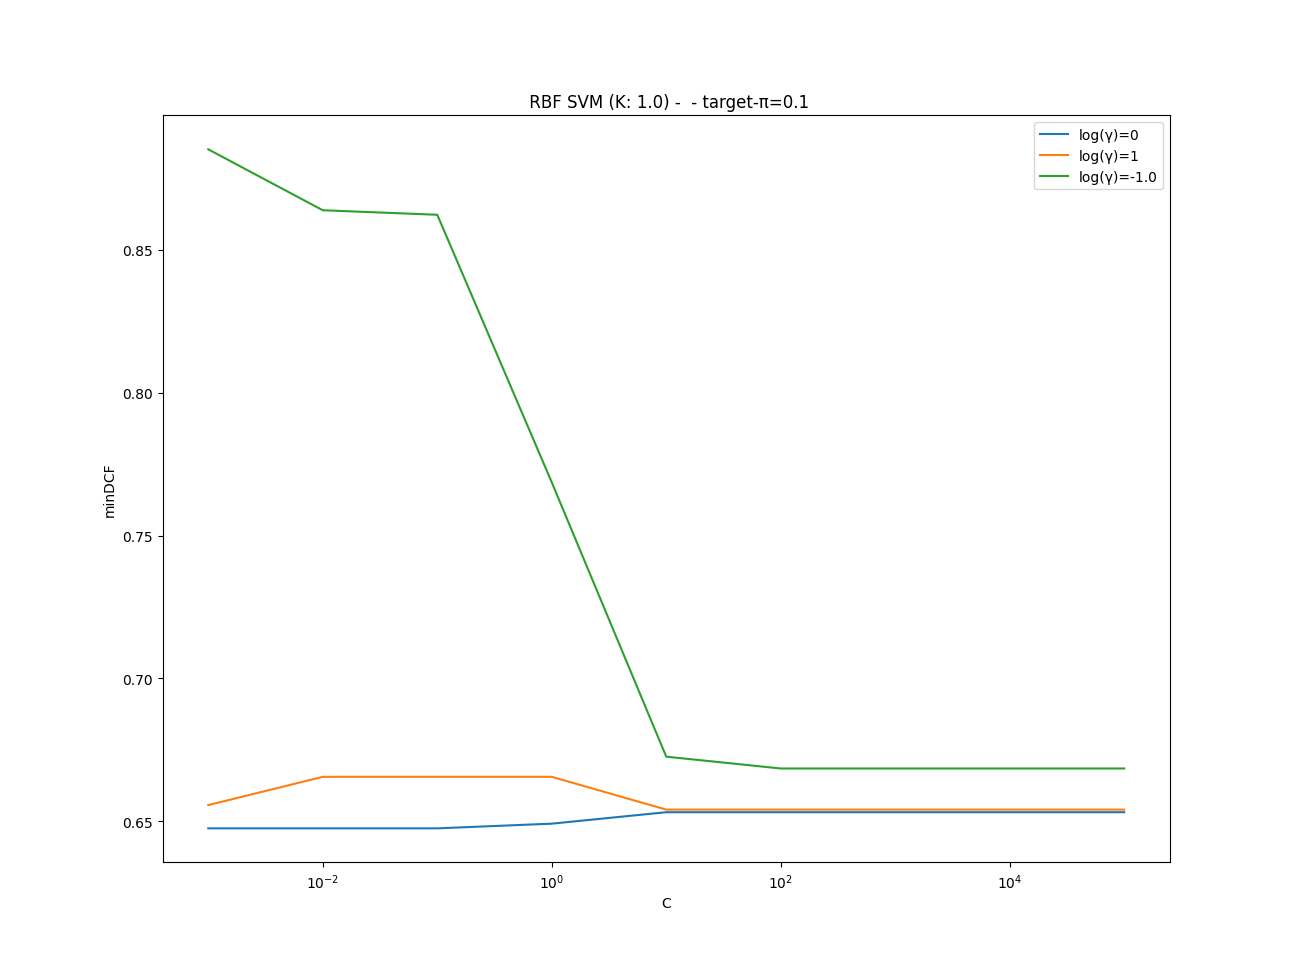 RBF SVM (K: 1.0) -  - target-π=0.1
log(γ)=0
log(γ)=1
log(γ)=-1.0
minDCF
0.85
0.80
0.75
0.70
0.65
10⁻² 10⁰ 10² 10⁴
C